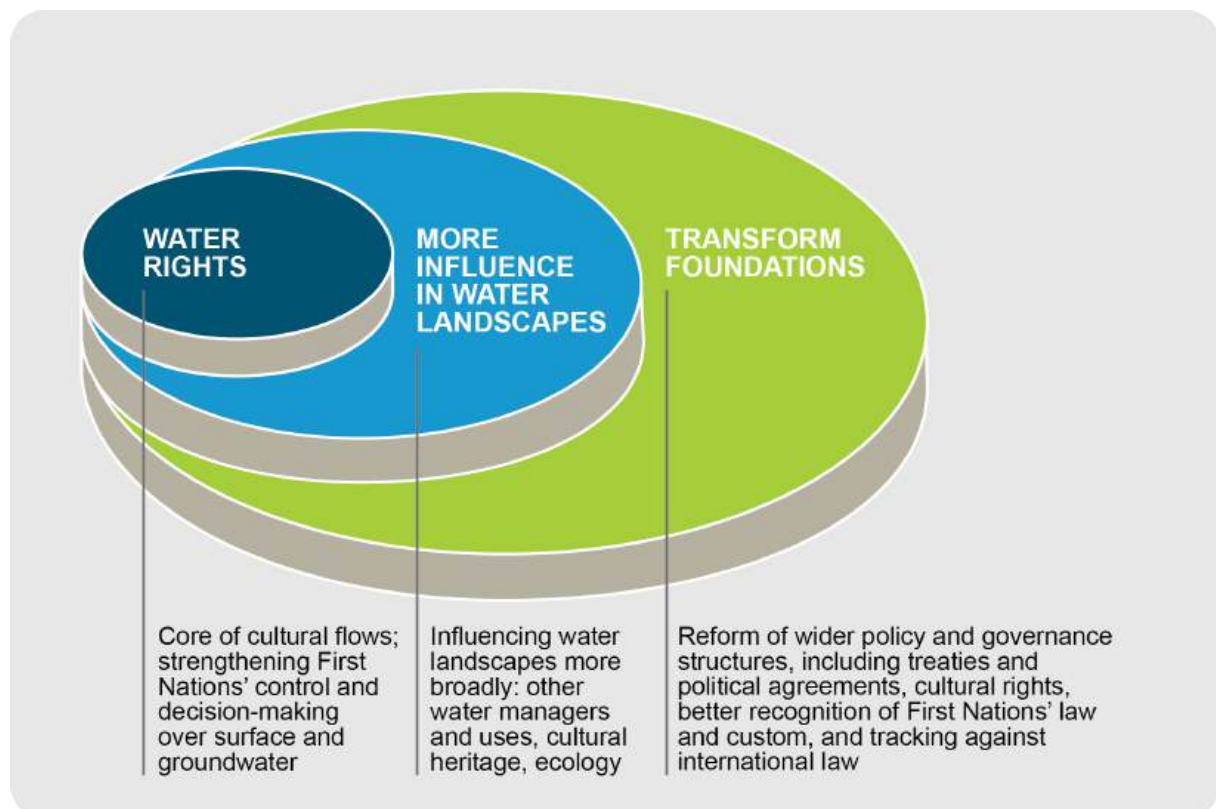 WATER
RIGHTS
MORE
INFLUENCE
IN WATER
LANDSCAPES
TRANSFORM
FOUNDATIONS
Core of cultural flows;
strengthening First
Nations' control and
decision-making
over surface and
groundwater
Influencing water
landscapes more
broadly: other
water managers
and uses, cultural
heritage, ecology
Reform of wider policy and governance
structures, including treaties and
political agreements, cultural rights,
better recognition of First Nations' law
and custom, and tracking against
international law